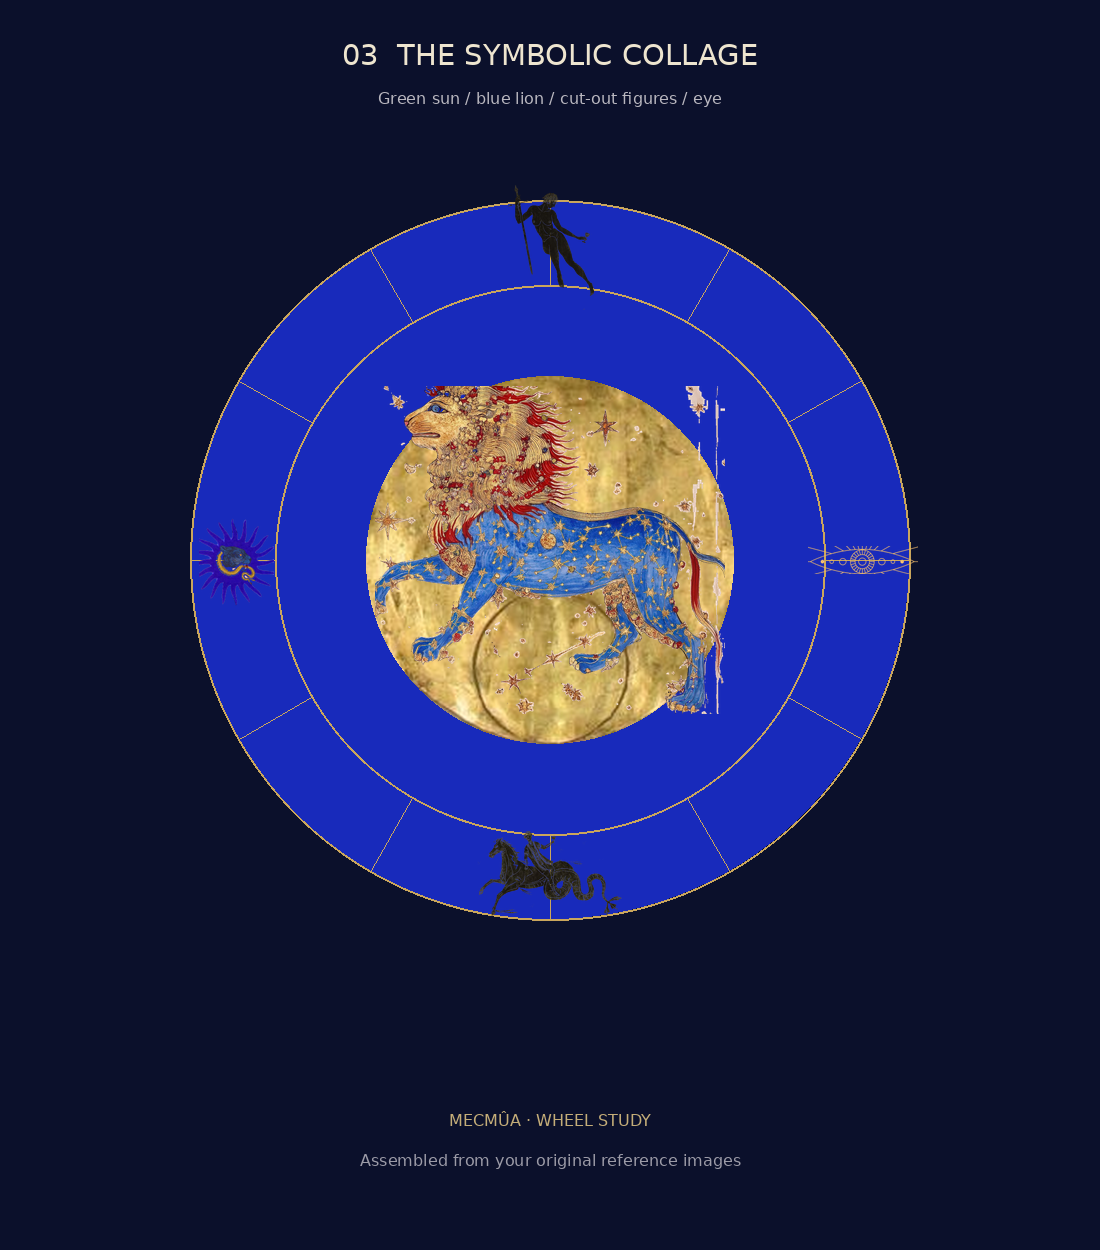 03  THE SYMBOLIC COLLAGE
Green sun / blue lion / cut-out figures / eye
MECMÛA · WHEEL STUDY
Assembled from your original reference images